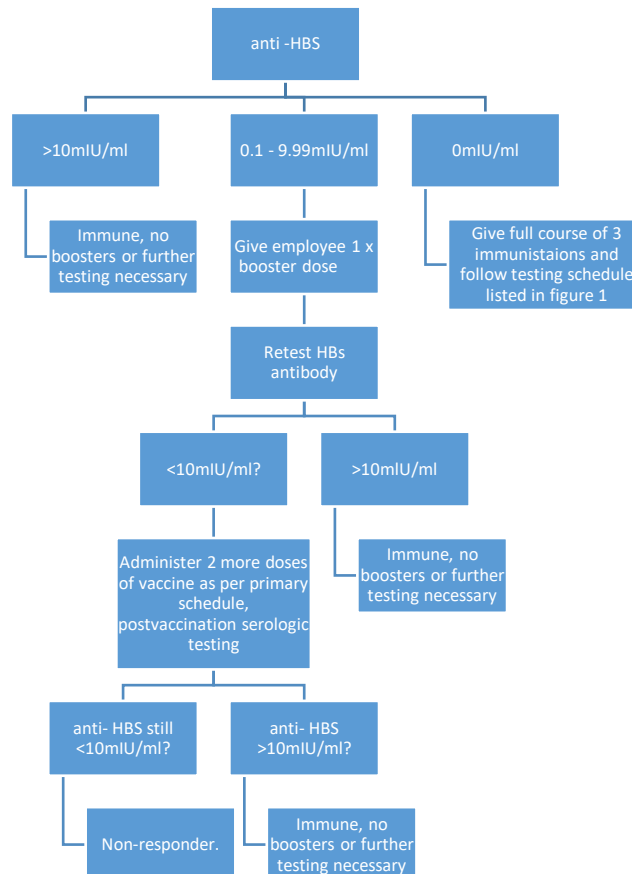 anti -HBS
>10mIU/ml
0.1 - 9.99mIU/ml
0mIU/ml
Immune, no
boosters or further
testing necessary
Give employee 1 x
booster dose
Give full course of 3
immunistaions and
follow testing schedule
listed in figure 1
Retest HBs
antibody
<10mIU/ml?
>10mlU/ml
Administer 2 more doses
of vaccine as per primary
schedule,
postvaccination serologic
testing
Immune, no
boosters or further
testing necessary
anti- HBS still
<10mIU/ml?
anti- HBS
>10mIU/ml?
Non-responder.
Immune, no
boosters or further
testing necessary